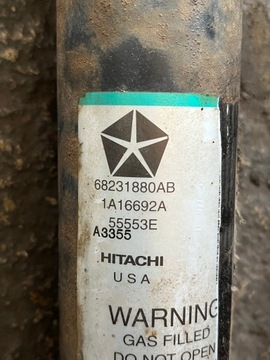 68231880AB
1A16692A
55553E
A3355
HITACHI
USA
WARNING
GAS FILLED
DO NOT OPEN